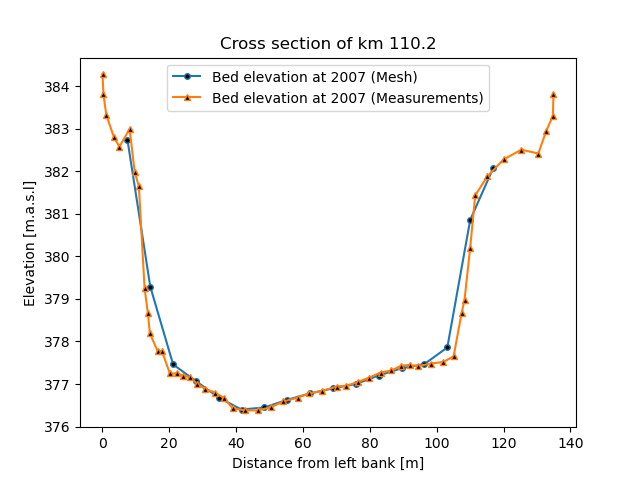 Cross section of km 110.2
Bed elevation at 2007 (Mesh)
Bed elevation at 2007 (Measurements)
Elevation [m.a.s.l]
384
383
382
381
380
379
378
377
376
0 20 40 60 80 100 120 140
Distance from left bank [m]